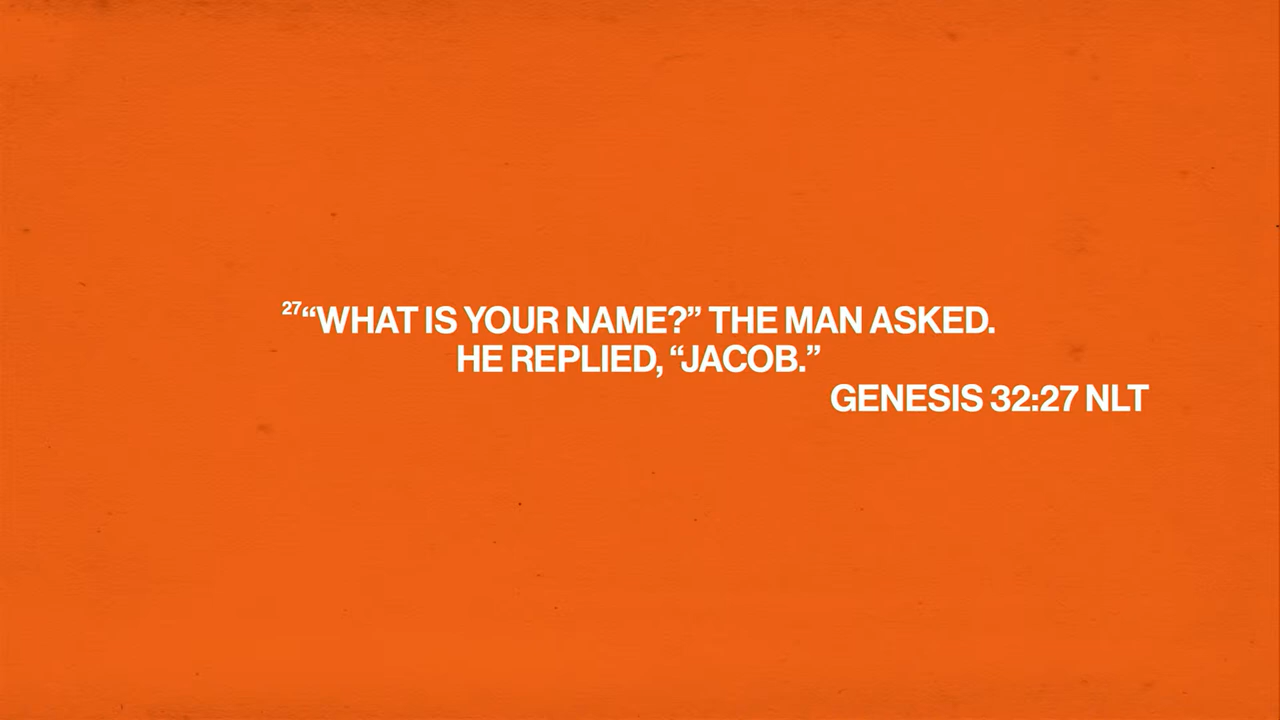 27“WHAT IS YOUR NAME?” THE MAN ASKED.
HE REPLIED, “JACOB.”
GENESIS 32:27 NLT